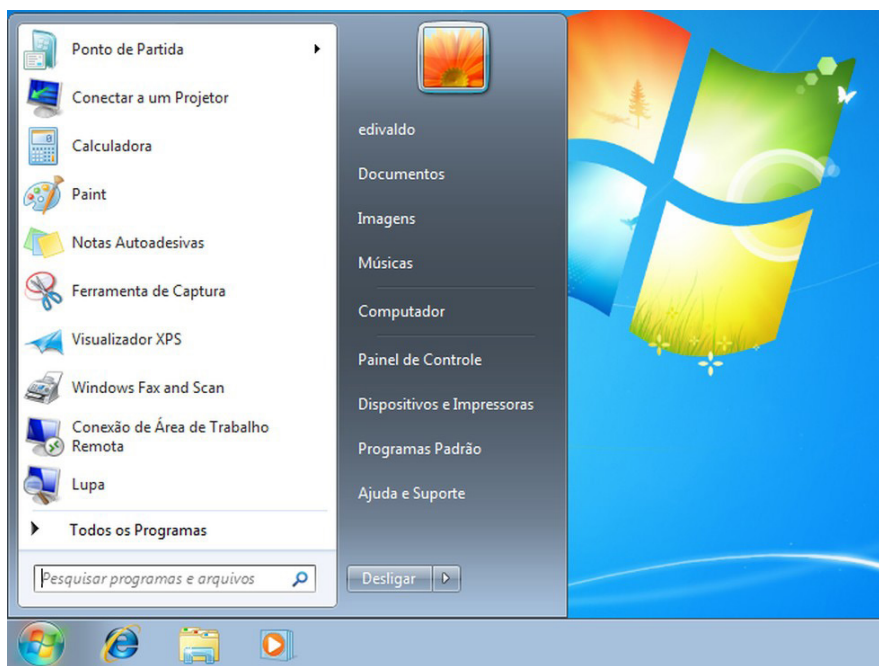 Ponto de Partida
Conectar a um Projetor
Calculadora
Paint
Notas Autoadesivas
Ferramenta de Captura
Visualizador XPS
Windows Fax and Scan
Conexão de Área de Trabalho
Remota
Lupa
Todos os Programas
Pesquisar programas e arquivos
edivaldo
Documentos
Imagens
Músicas
Computador
Painel de Controle
Dispositivos e Impressoras
Programas Padrão
Ajuda e Suporte
Desligar